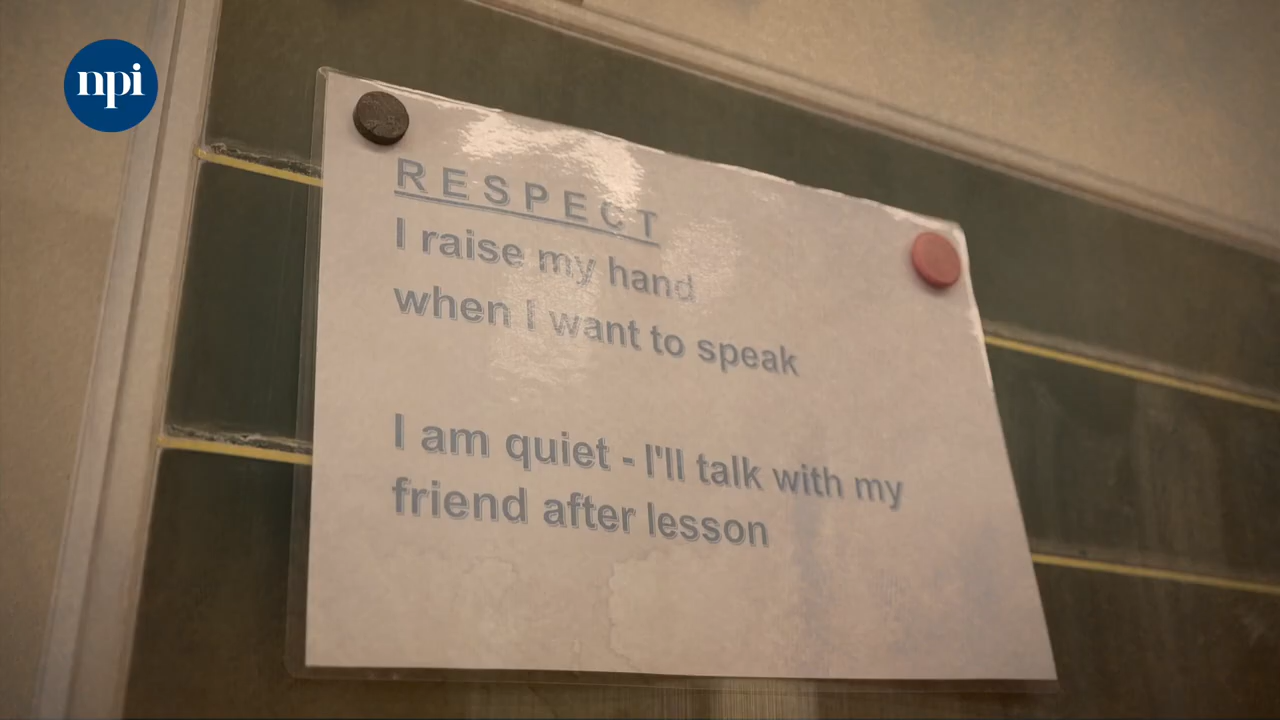 npi
RESPECT
I raise my hand
when I want to speak
I am quiet - I'll talk with my
friend after lesson